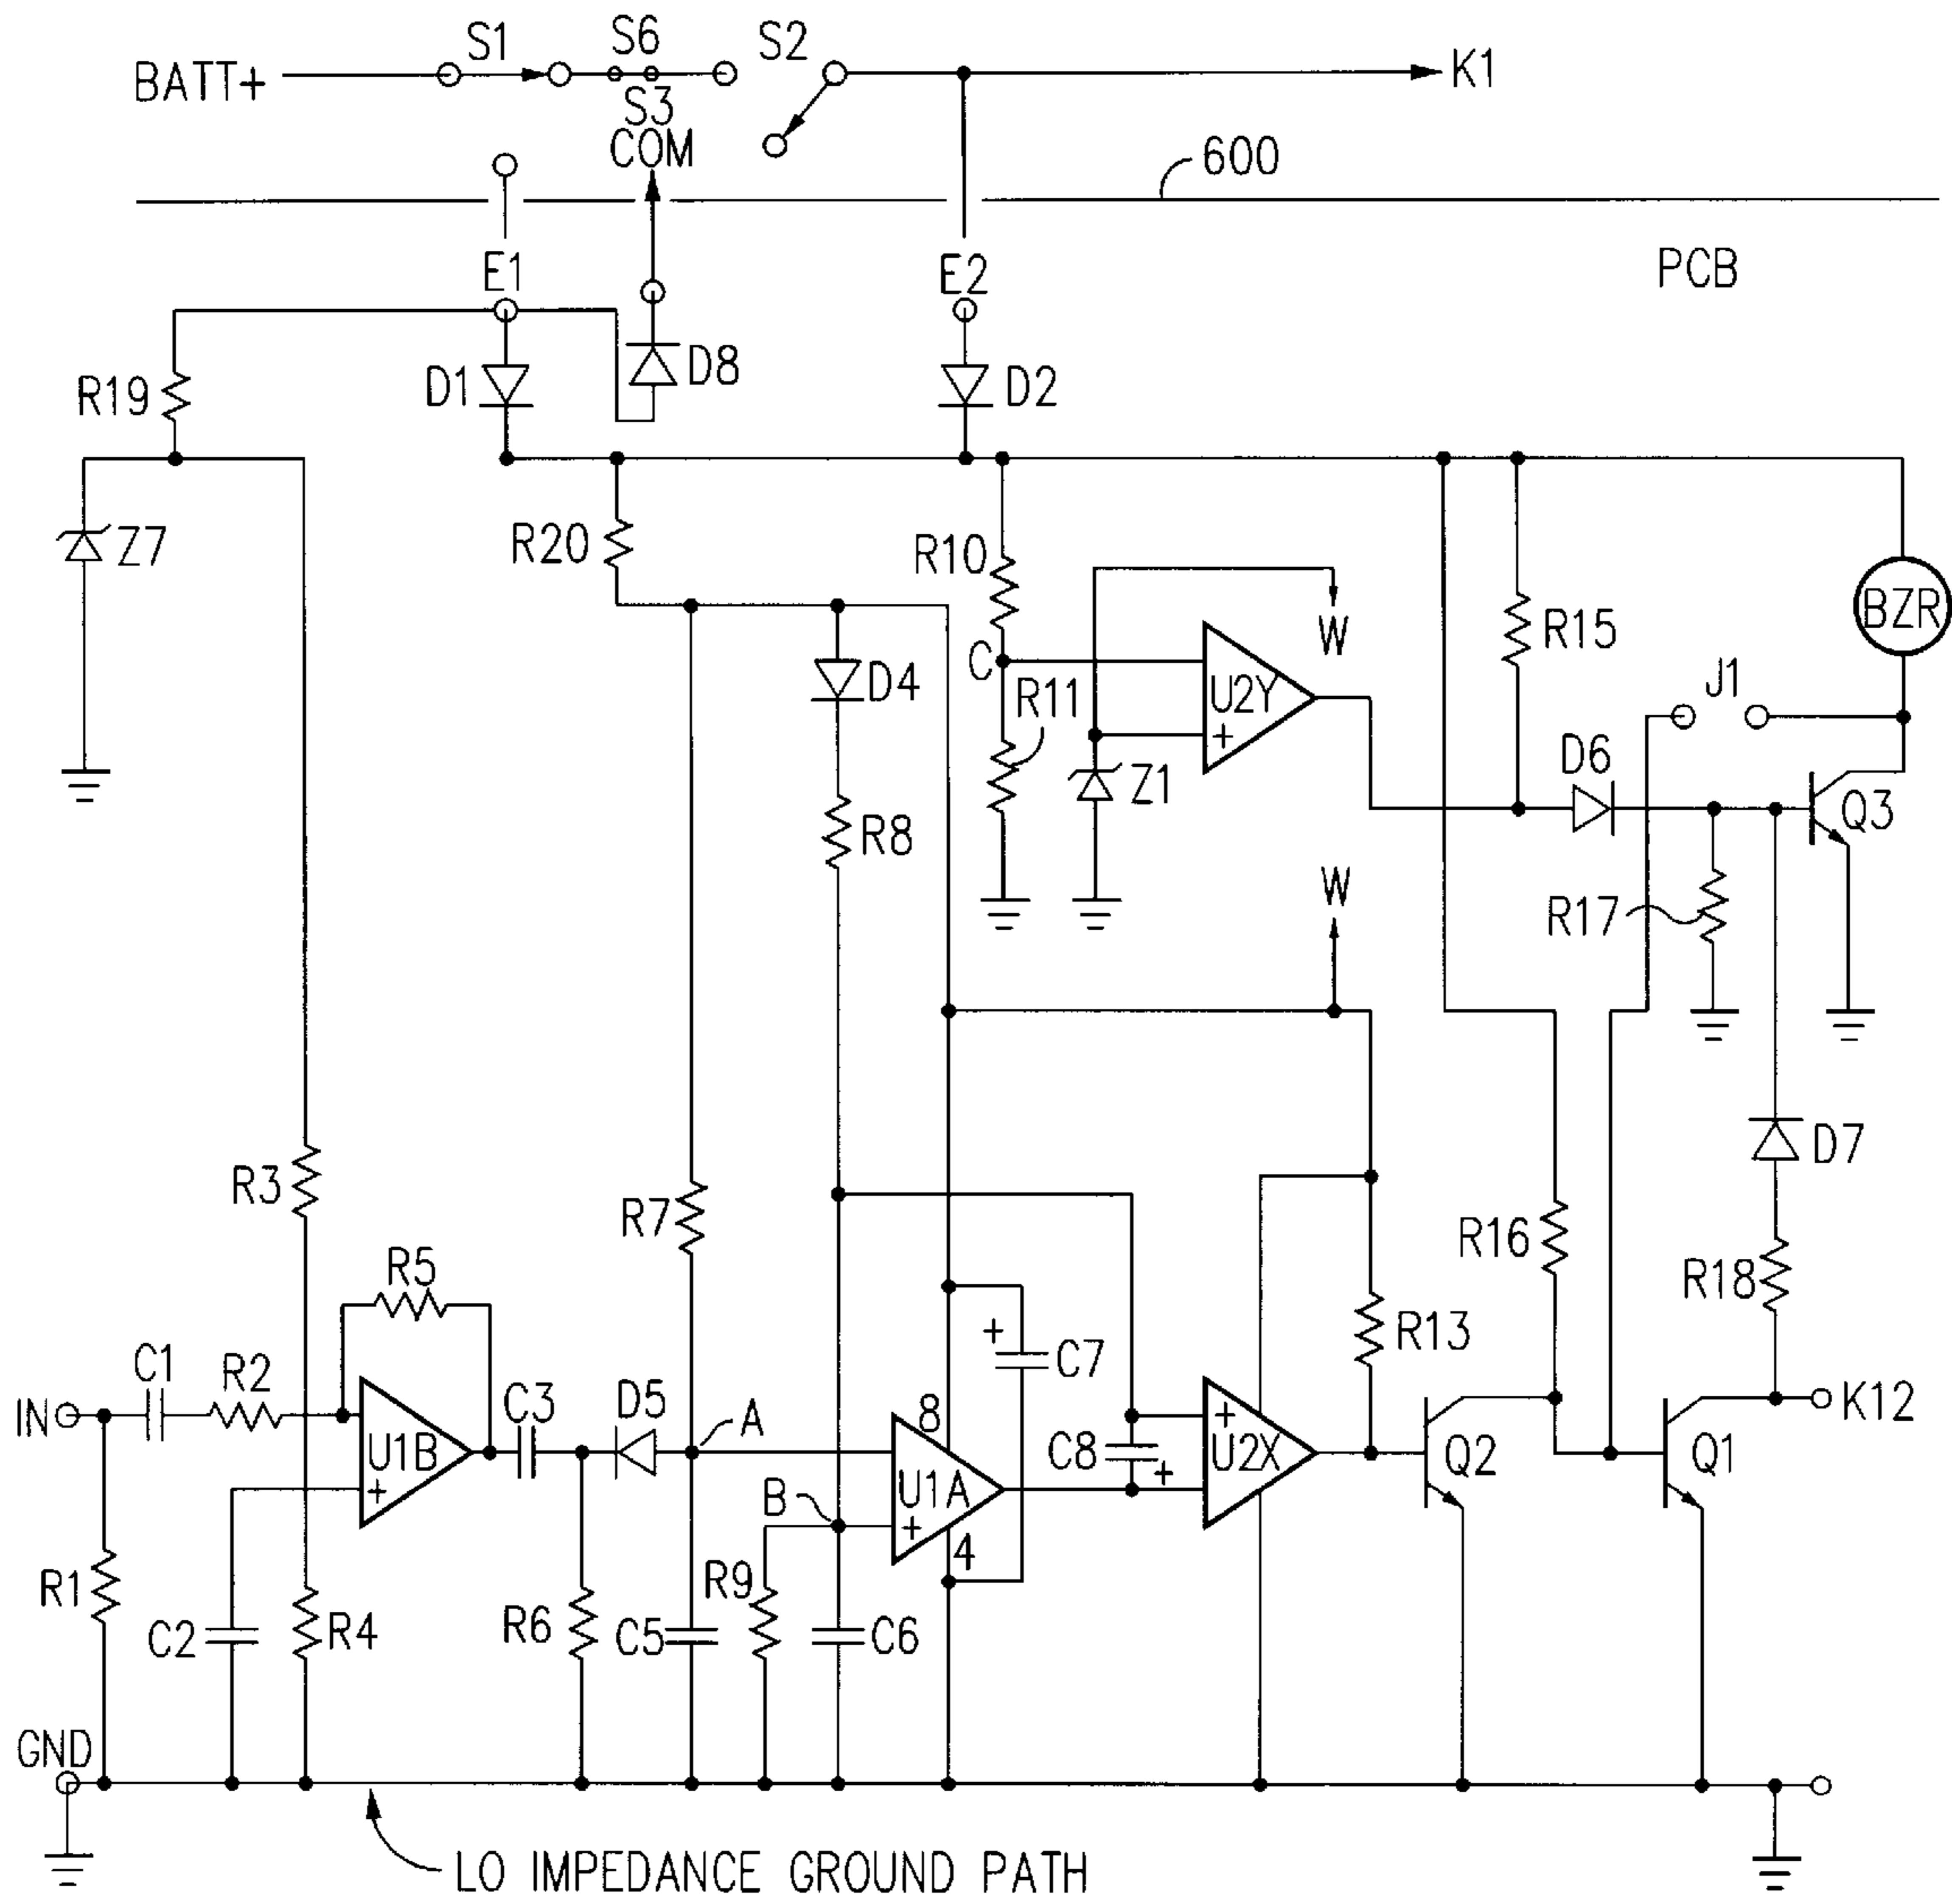 S1
S6
S2
BATT+
K1
S3
COM
600
PCB
E1
E2
R19
D1
D8
D2
Z7
R20
R10
W
R15
BZR
C
D4
R11
U2Y
+
J1
Z1
D6
Q3
R8
W
R17
D7
R3
R7
R16
R18
R5
+
C7
R13
C1
R2
IN
C3
D5
A
8
C8
+
+
U2X
Q2
Q1
K12
U1B
+
B
U1A
+
4
R1
C2
R4
R6
C5
R9
C6
GND
LO IMPEDANCE GROUND PATH